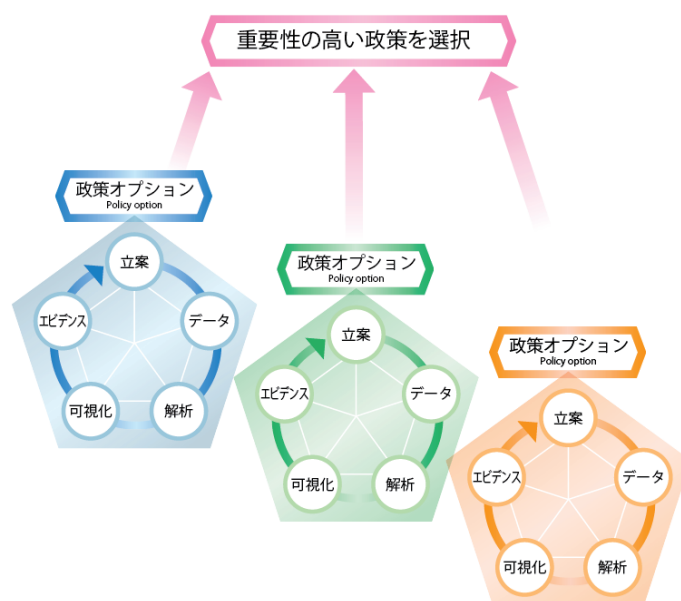 重要性の高い政策を選択
政策オプション
Policy option
立案
エビデンス
データ
可視化
解析
政策オプション
Policy option
立案
エビデンス
データ
可視化
解析
政策オプション
Policy option
立案
エビデンス
データ
可視化
解析